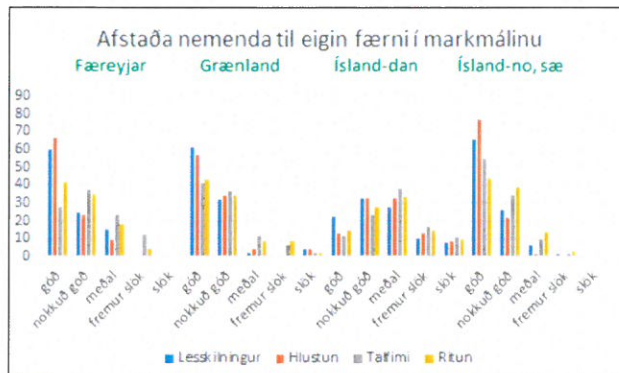 Afstaða nemenda til eigin færni í markmálinu
Færeyjar Grænland Ísland-dan Ísland-no, sæ
90
80
70
60
50
40
30
20
10
0
góð nokkuð góð meðal fremur slök slök góð nokkuð góð meðal fremur slök slök góð nokkuð góð meðal fremur slök slök góð nokkuð góð meðal fremur slök slök
Lesskilningur Hlustun Talfimi Ritun